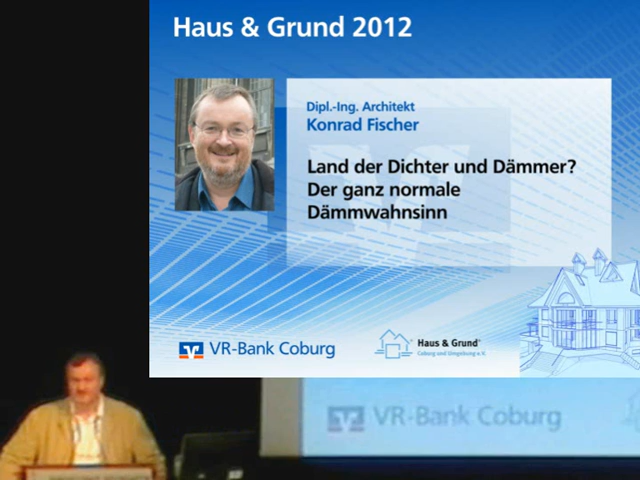 Haus & Grund 2012
Dipl.-Ing. Architekt
Konrad Fischer
Land der Dichter und Dämmer?
Der ganz normale
Dämmwahnsinn
VR-Bank Coburg
Haus & Grund®
Coburg und Umgebung e.V.
VR-Bank Coburg